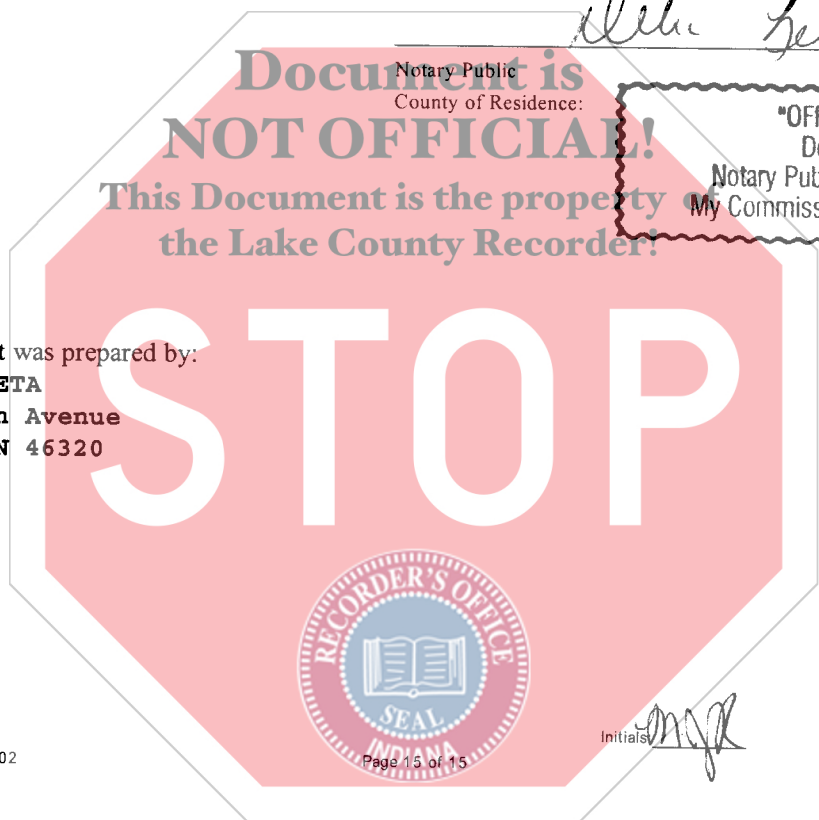 Document is
Notary Public
County of Residence:
NOT OFFICIAL!
"OFF
Notary Pub
This Document is the property of
My Commiss
the Lake County Recorder!
t was prepared by:
ETA
n Avenue
N 46320
STOP
RECORDER'S OFFICE
SEAL
INDIANA
Initials
02
Page 15 of 15